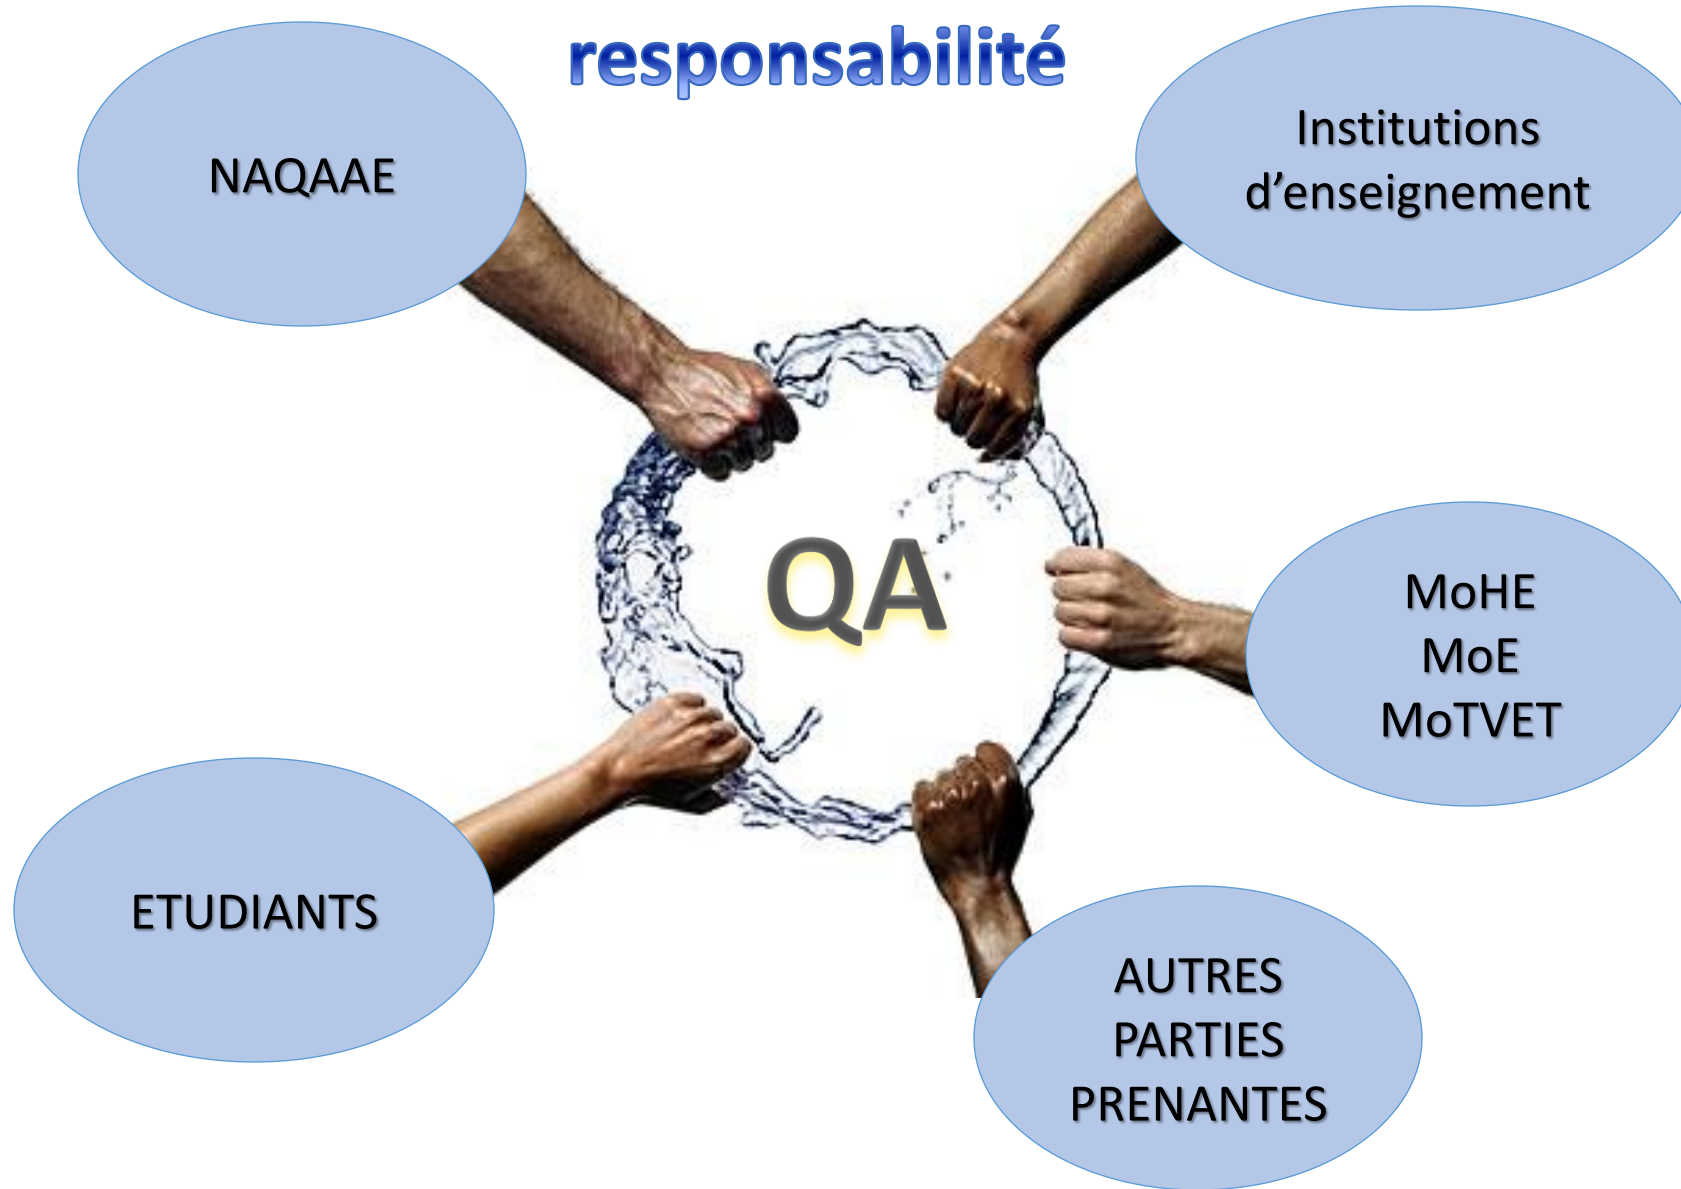 responsabilité
NAQAAE
Institutions
d’enseignement
QA
MoHE
MoE
MoTVET
ETUDIANTS
AUTRES
PARTIES
PRENANTES